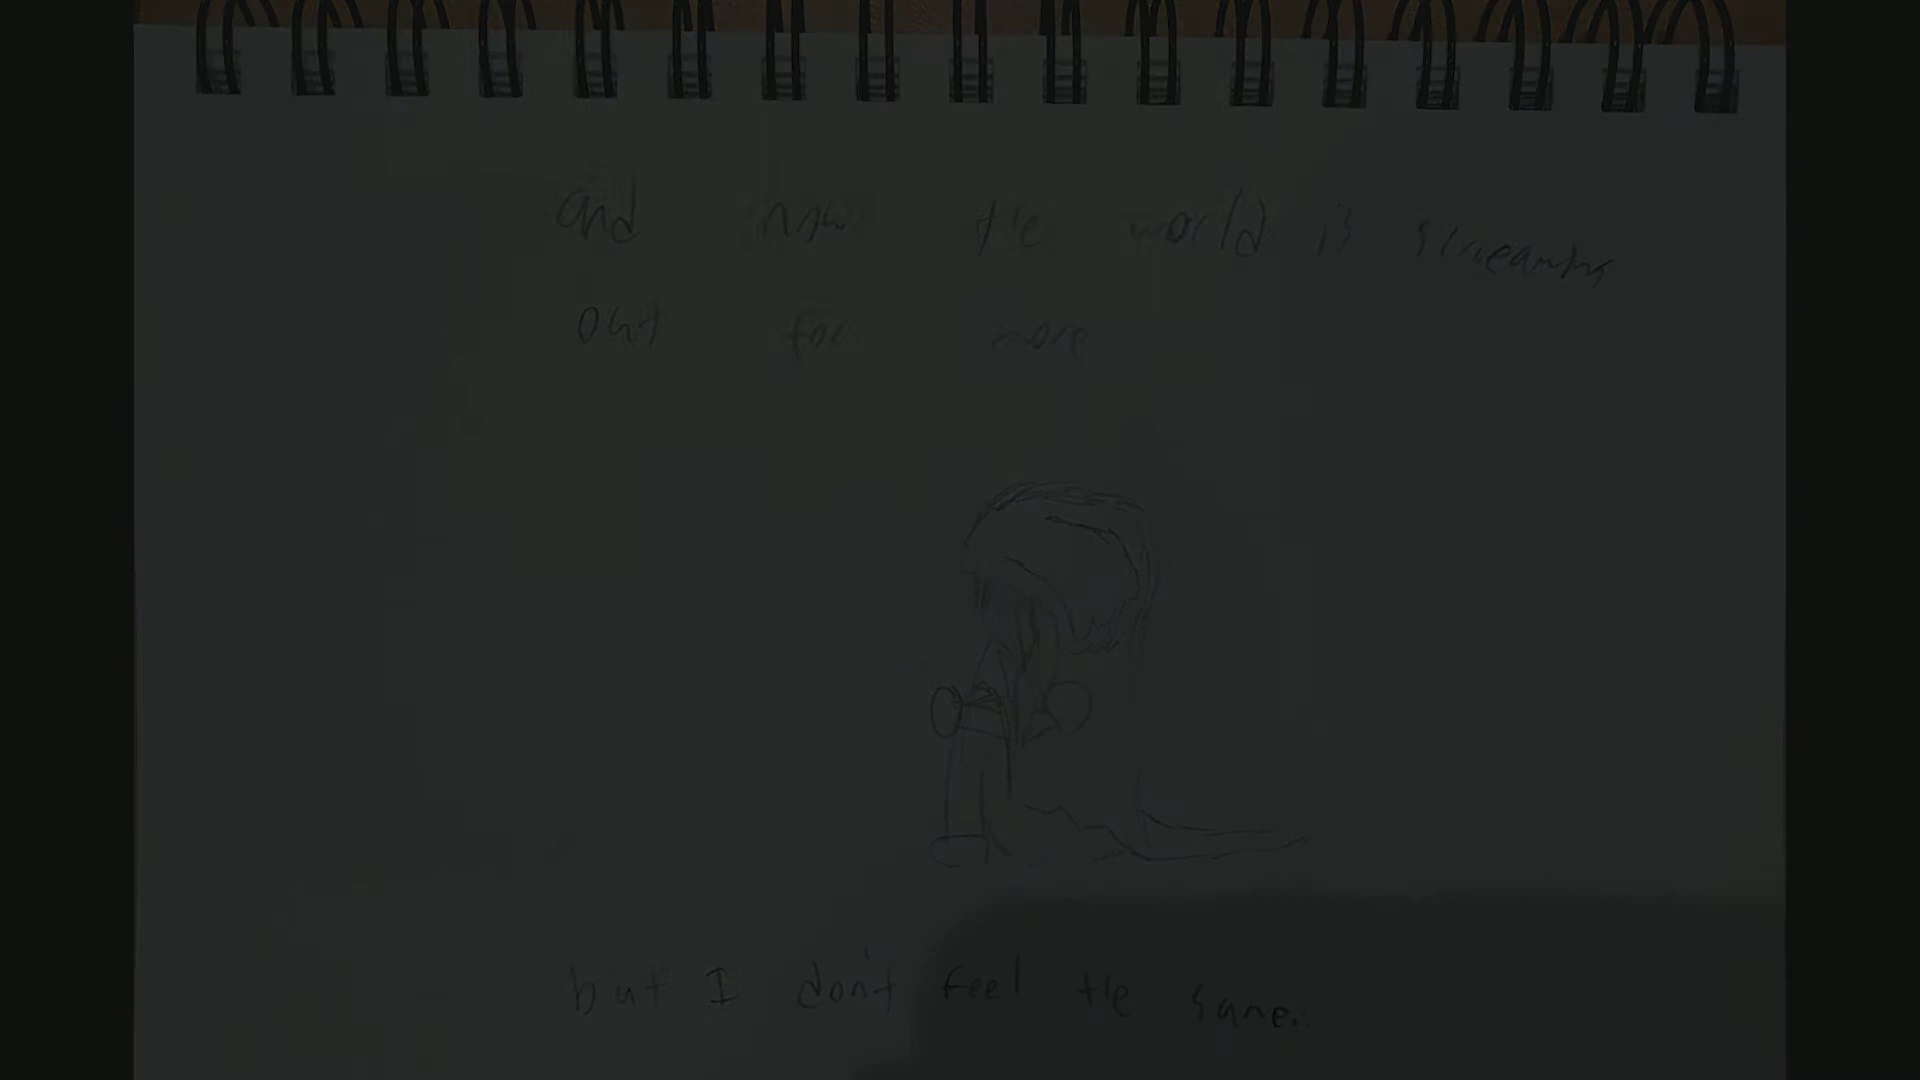 and now the world is screaming
out for more
but I don't feel the same..